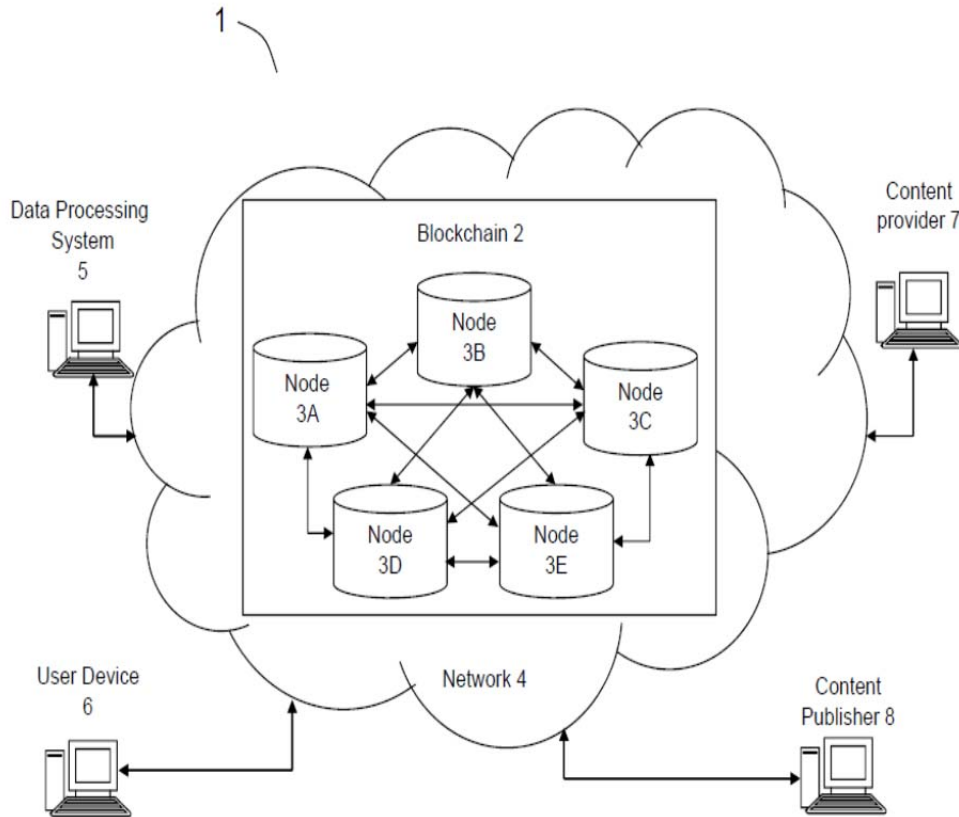 1
Data Processing
System
5
Content
provider 7
Blockchain 2
Node
3B
Node
3A
Node
3C
Node
3D
Node
3E
User Device
6
Network 4
Content
Publisher 8